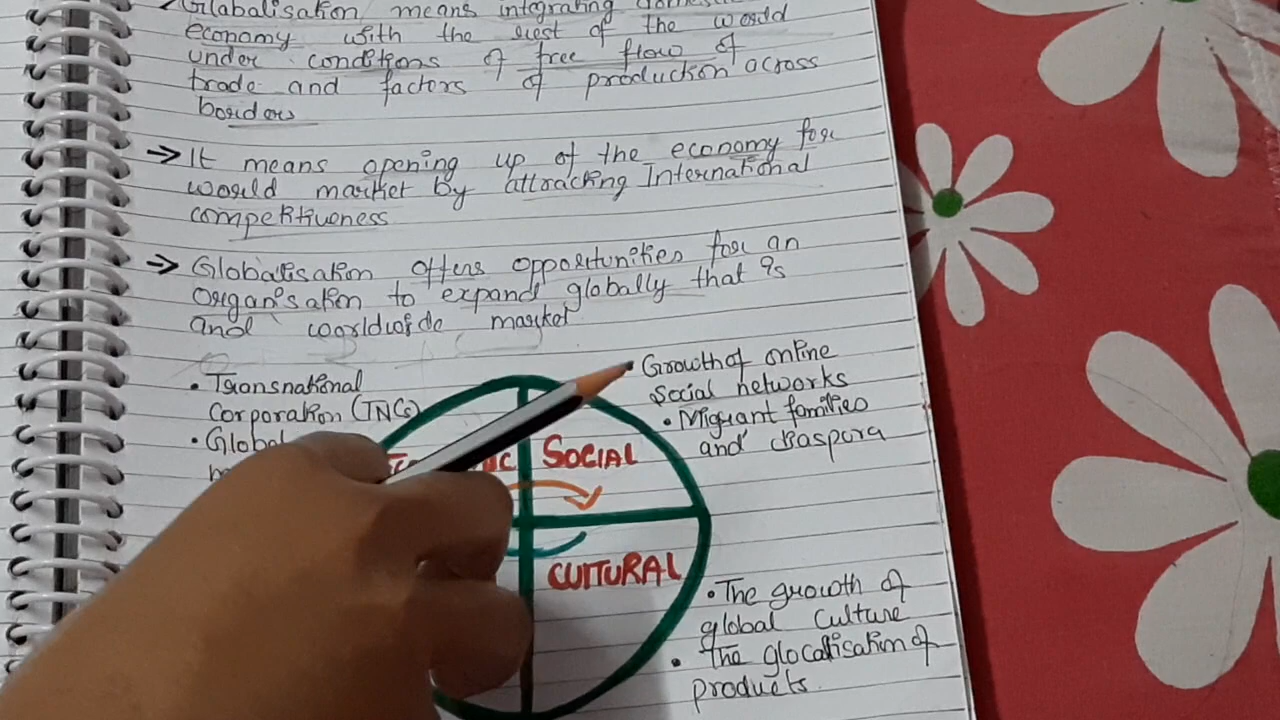 Globalisation means integrating
economy with the rest of the world
under conditions of free flow of
trade and factors of production across
borders
→ It means opening up of the economy for
world market by attracting International
competitiveness
→ Globalisation offers opportunities for an
Organisation to expand globally that is
and worldwide market
• Transnational
Corporation (TNCs)
• Global
Growth of online
Social networks
• Migrant families
and diaspora
SOCIAL
CULTURAL
• The growth of
global Culture
• The glocalisation of
products.